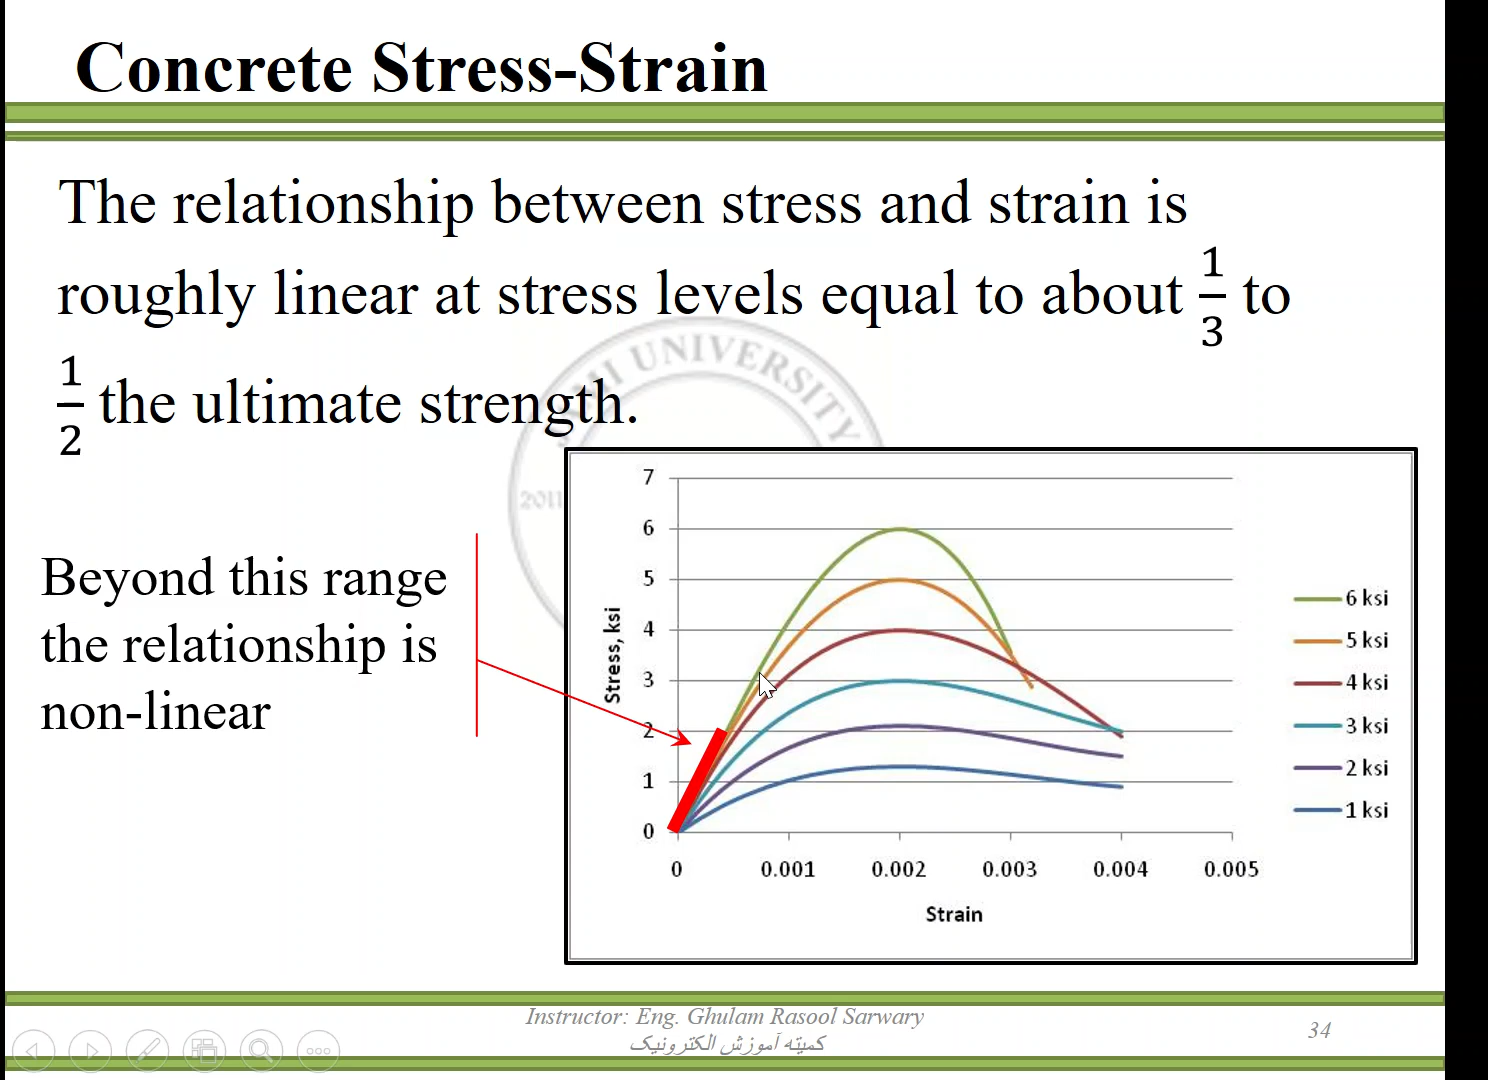 Concrete Stress-Strain
The relationship between stress and strain is
roughly linear at stress levels equal to about 1/3 to
1/2 the ultimate strength.
UNIVERSITY
2011
Beyond this range
the relationship is
non-linear
Stress, ksi
7
6
5
4
3
2
1
0
0 0.001 0.002 0.003 0.004 0.005
Strain
6 ksi
5 ksi
4 ksi
3 ksi
2 ksi
1 ksi
Instructor: Eng. Ghulam Rasool Sarwary
کمیته آموزش الکترونیک
34